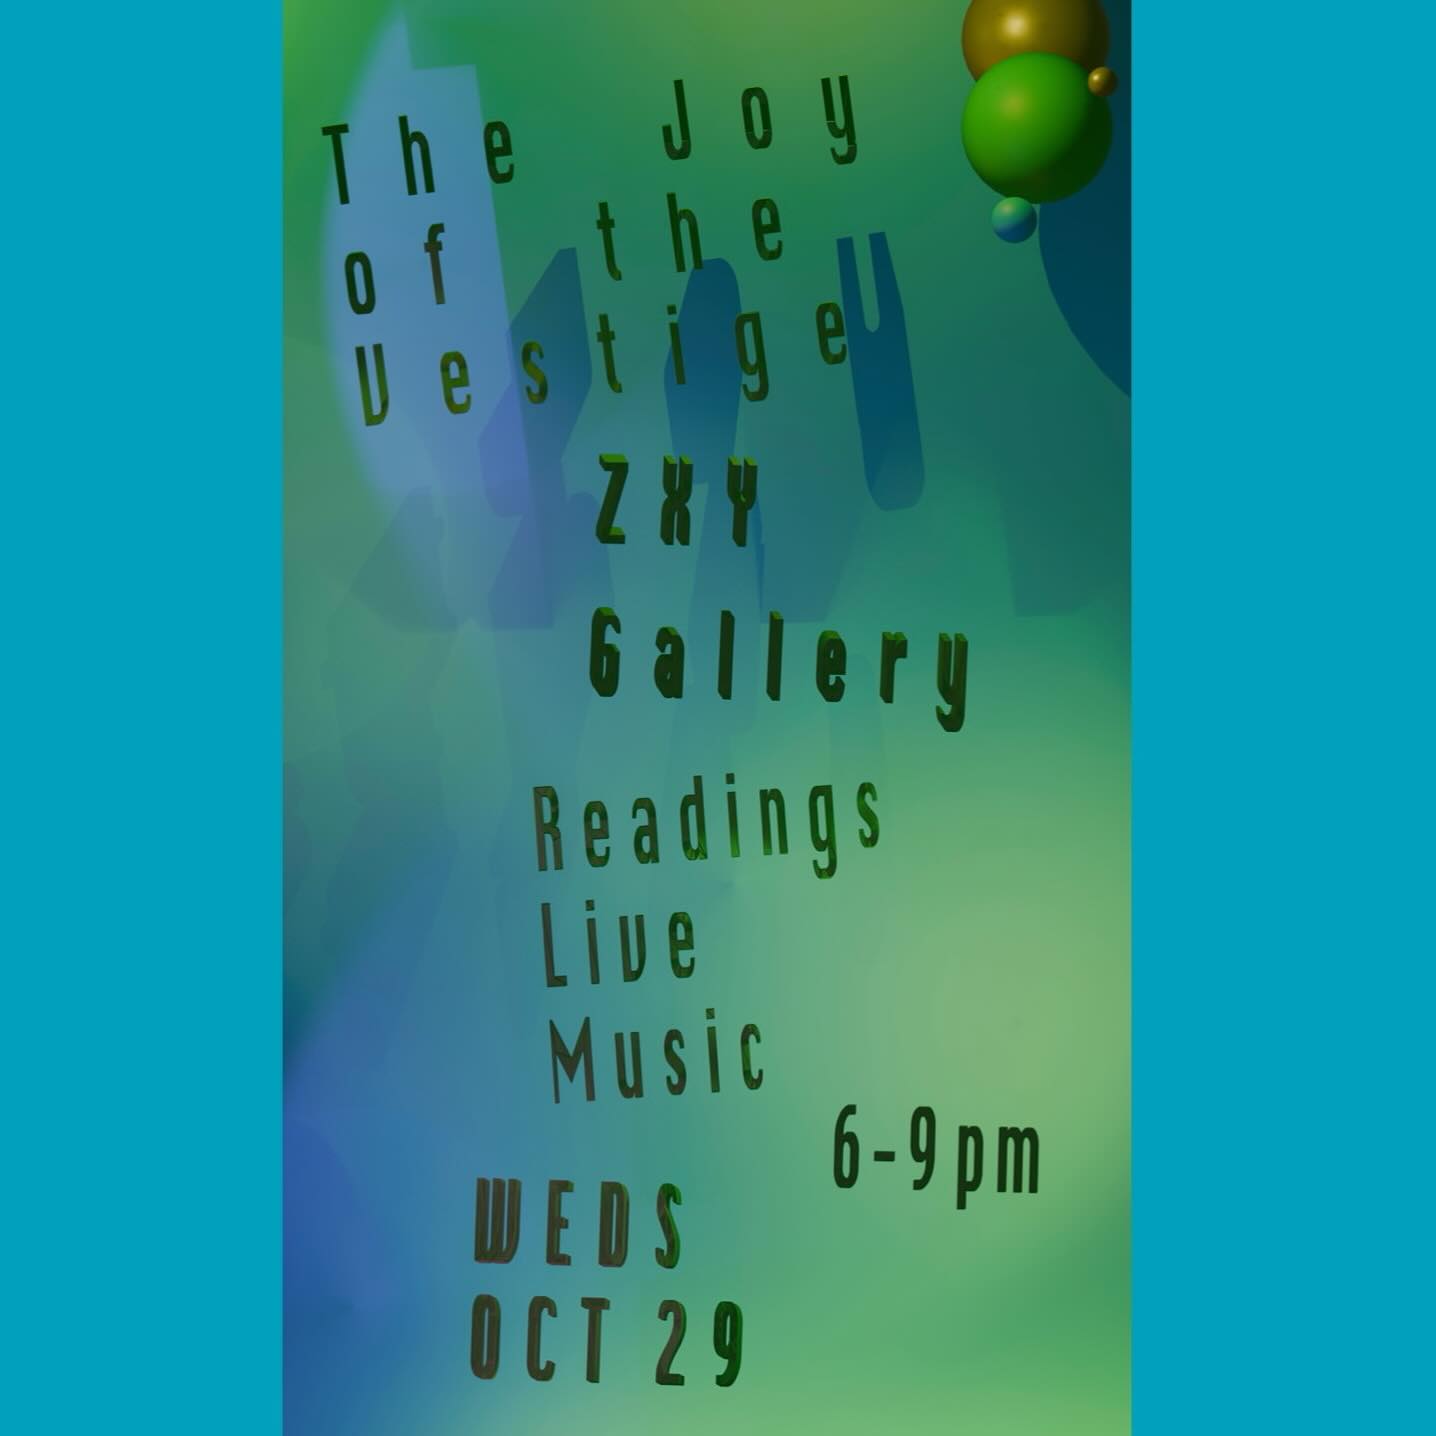 The Joy
of the
Vestige
ZXY
Gallery
Readings
Live
Music
6-9pm
WEDS
OCT 29